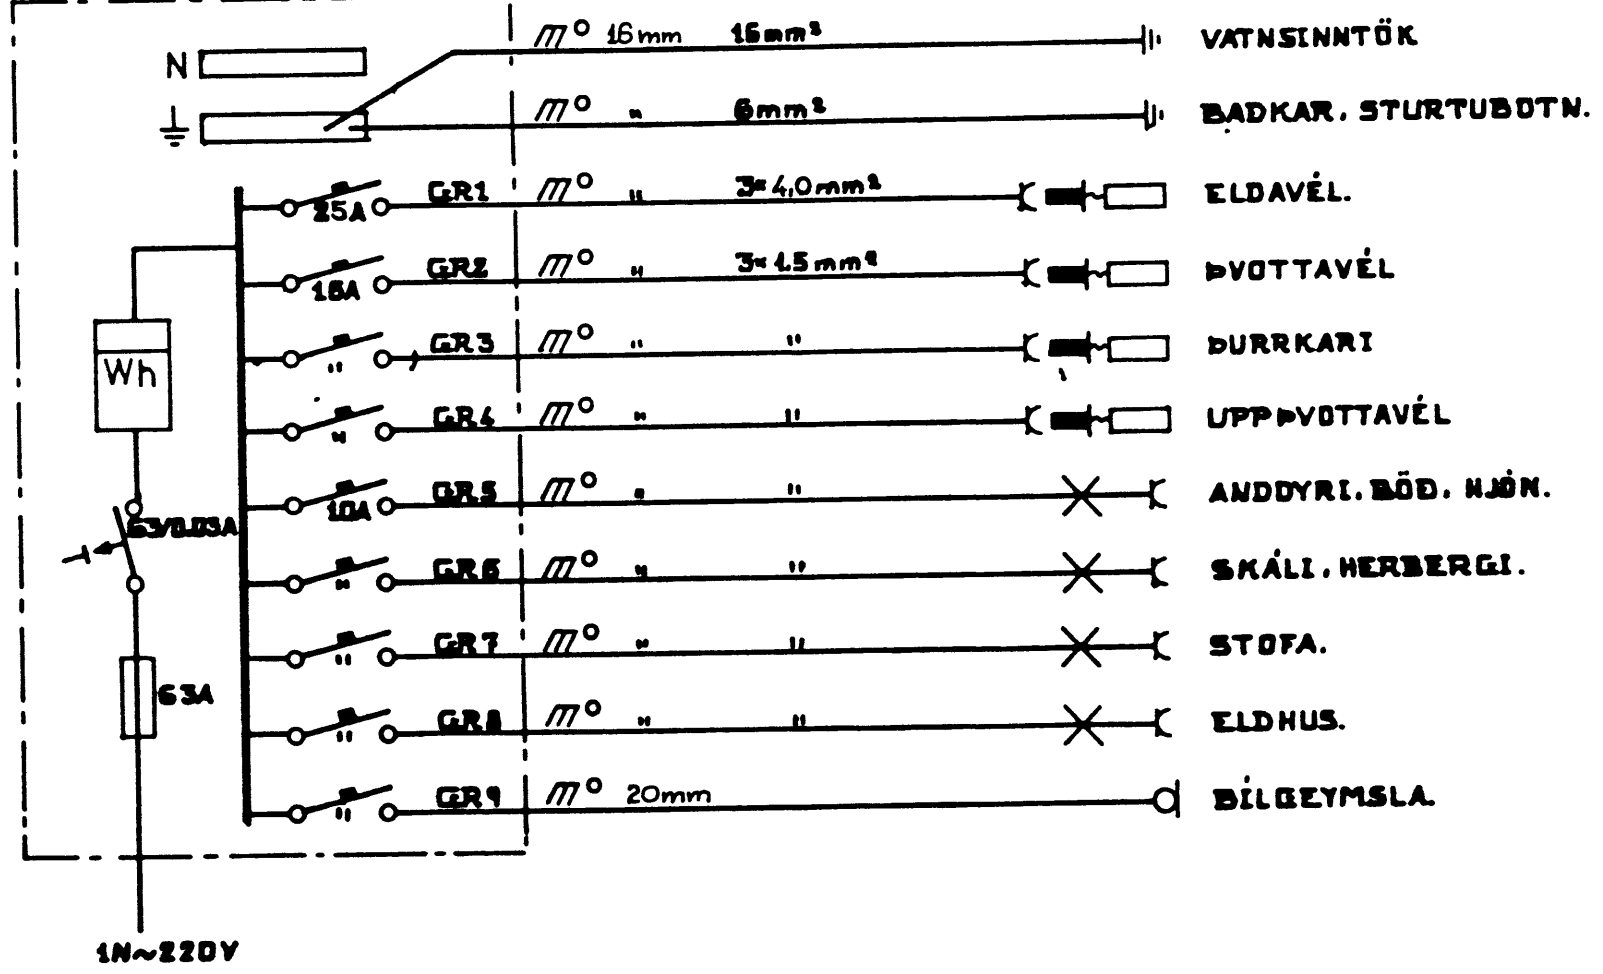 16mm 16mm² VATNSINNTÖK
N
" 6mm² BAÐKAR. STURTUBOTN.
25A GR1 " 3×4,0mm² ELDAVÉL.
16A GR2 " 3×1.5mm² ÞVOTTAVÉL
" GR3 " " ÞURRKARI
Wh
" GR4 " " UPPÞVOTTAVÉL
10A GR5 " " ANDDYRI. BÖÐ. HJÓN.
63/0.03A
" GR6 " " SKÁLI. HERBERGI.
" GR7 " " STOFA.
63A
" GR8 " " ELDHUS.
" GR9 20mm BÍLGEYMSLA.
1N~220V